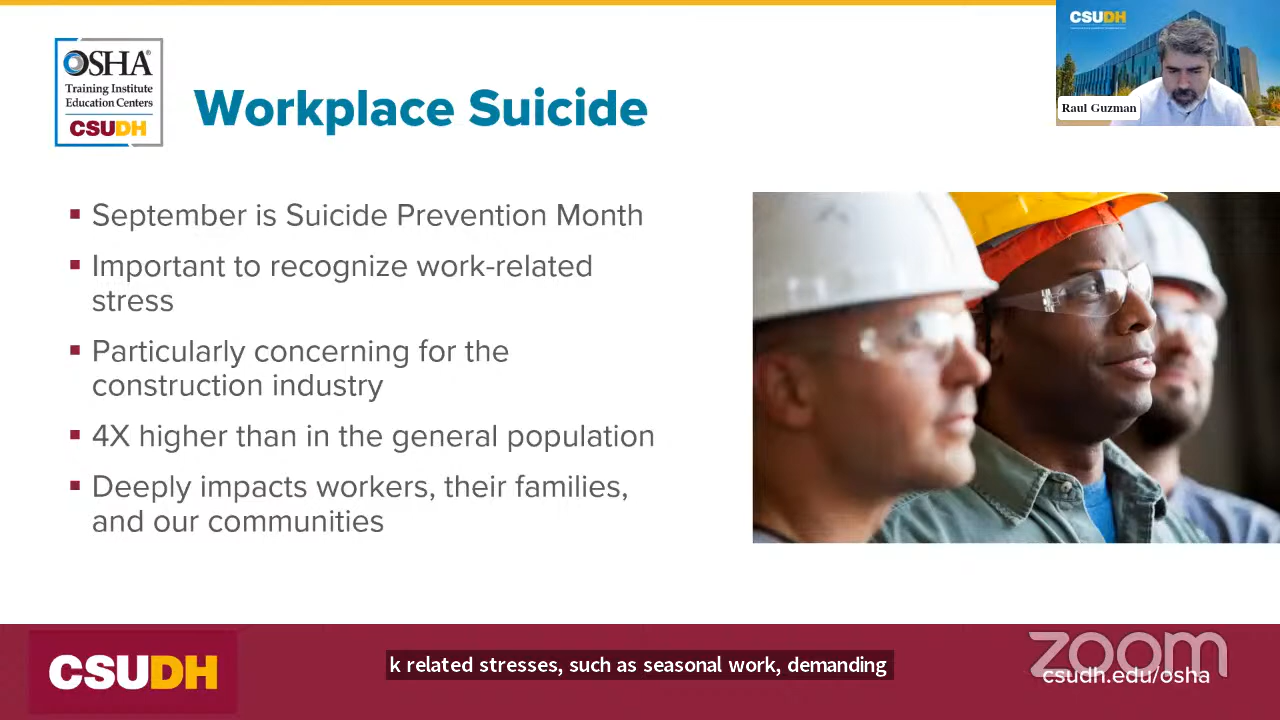 CSUDH
Raul Guzman
OSHA®
Training Institute
Education Centers
CSUDH
Workplace Suicide
▪ September is Suicide Prevention Month
▪ Important to recognize work-related
stress
▪ Particularly concerning for the
construction industry
▪ 4X higher than in the general population
▪ Deeply impacts workers, their families,
and our communities
CSUDH
k related stresses, such as seasonal work, demanding
zoom
csudh.edu/osha